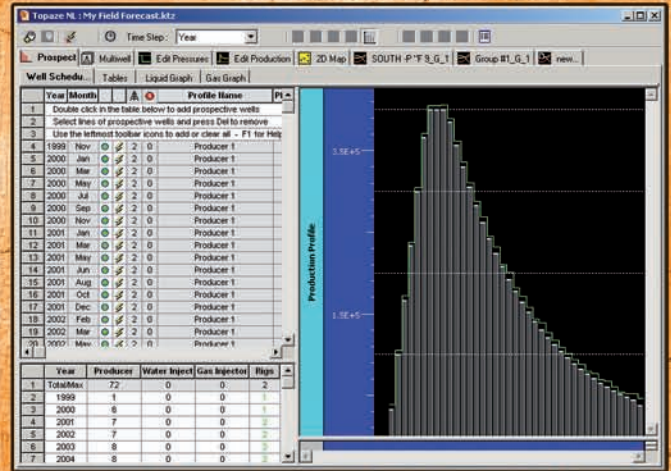 Topaze NL : My Field Forecast.ktz
Time Step: Year
Prospect Multiwell Edit Pressures Edit Production 2D Map SOUTH -P "F 9_G_1 Group #1_G_1 new...
Well Schedu... Tables Liquid Graph Gas Graph
Year Month Profile Name
1 Double click in the table below to add prospective wells
2 Select lines of prospective wells and press Del to remove
3 Use the leftmost toolbar icons to add or clear all - F1 for Help
4 1999 Nov 2 0 Producer 1
5 2000 Jan 2 0 Producer 1
6 2000 Mar 2 0 Producer 1
7 2000 May 2 0 Producer 1
8 2000 Jul 2 0 Producer 1
9 2000 Sep 2 0 Producer 1
10 2000 Nov 2 0 Producer 1
11 2001 Jan 2 0 Producer 1
12 2001 Mar 2 0 Producer 1
13 2001 May 2 0 Producer 1
14 2001 Jun 2 0 Producer 1
15 2001 Aug 2 0 Producer 1
16 2001 Oct 2 0 Producer 1
17 2001 Dec 2 0 Producer 1
18 2002 Feb 2 0 Producer 1
19 2002 Mar 2 0 Producer 1
20 2002 May 2 0 Producer 1
Year Producer Water Inject Gas Injector Rigs
1 Total/Max 72 0 0 2
2 1999 1 0 0 1
3 2000 6 0 0 1
4 2001 7 0 0 2
5 2002 7 0 0 2
6 2003 8 0 0 2
7 2004 8 0 0 2
Production Profile
3.5E+5
1.5E+5